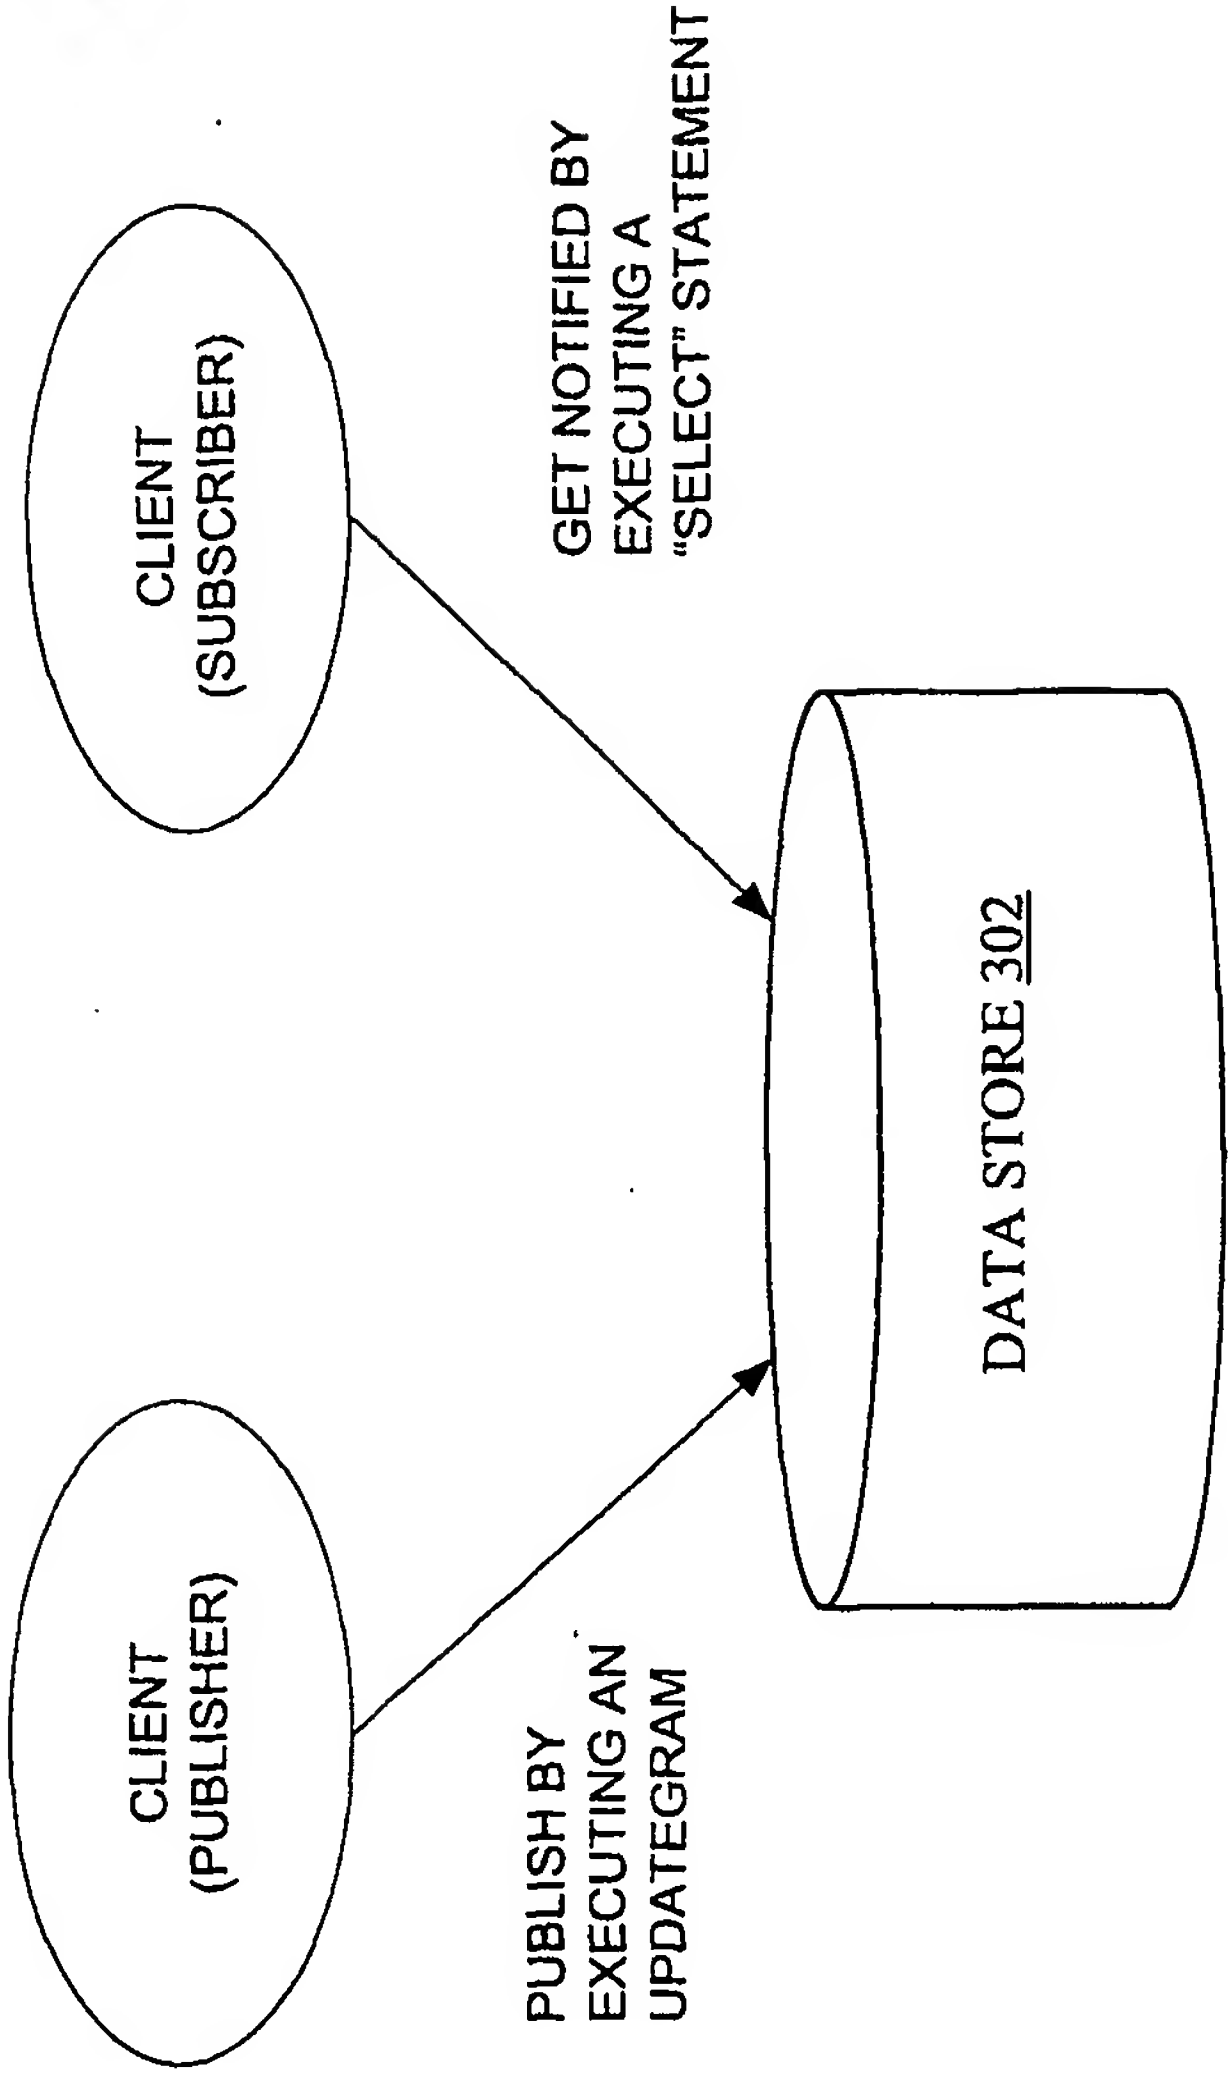 CLIENT
(PUBLISHER)
CLIENT
(SUBSCRIBER)
PUBLISH BY
EXECUTING AN
UPDATEGRAM
GET NOTIFIED BY
EXECUTING A
“SELECT” STATEMENT
DATA STORE 302